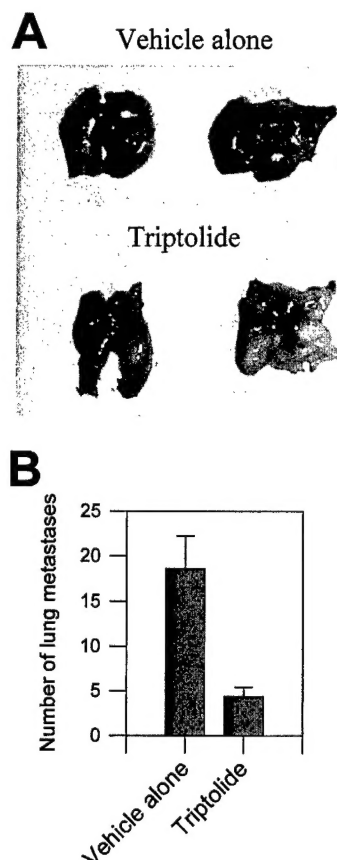 A
Vehicle alone
Triptolide
B
Number of lung metastases
25
20
15
10
5
0
Vehicle alone
Triptolide